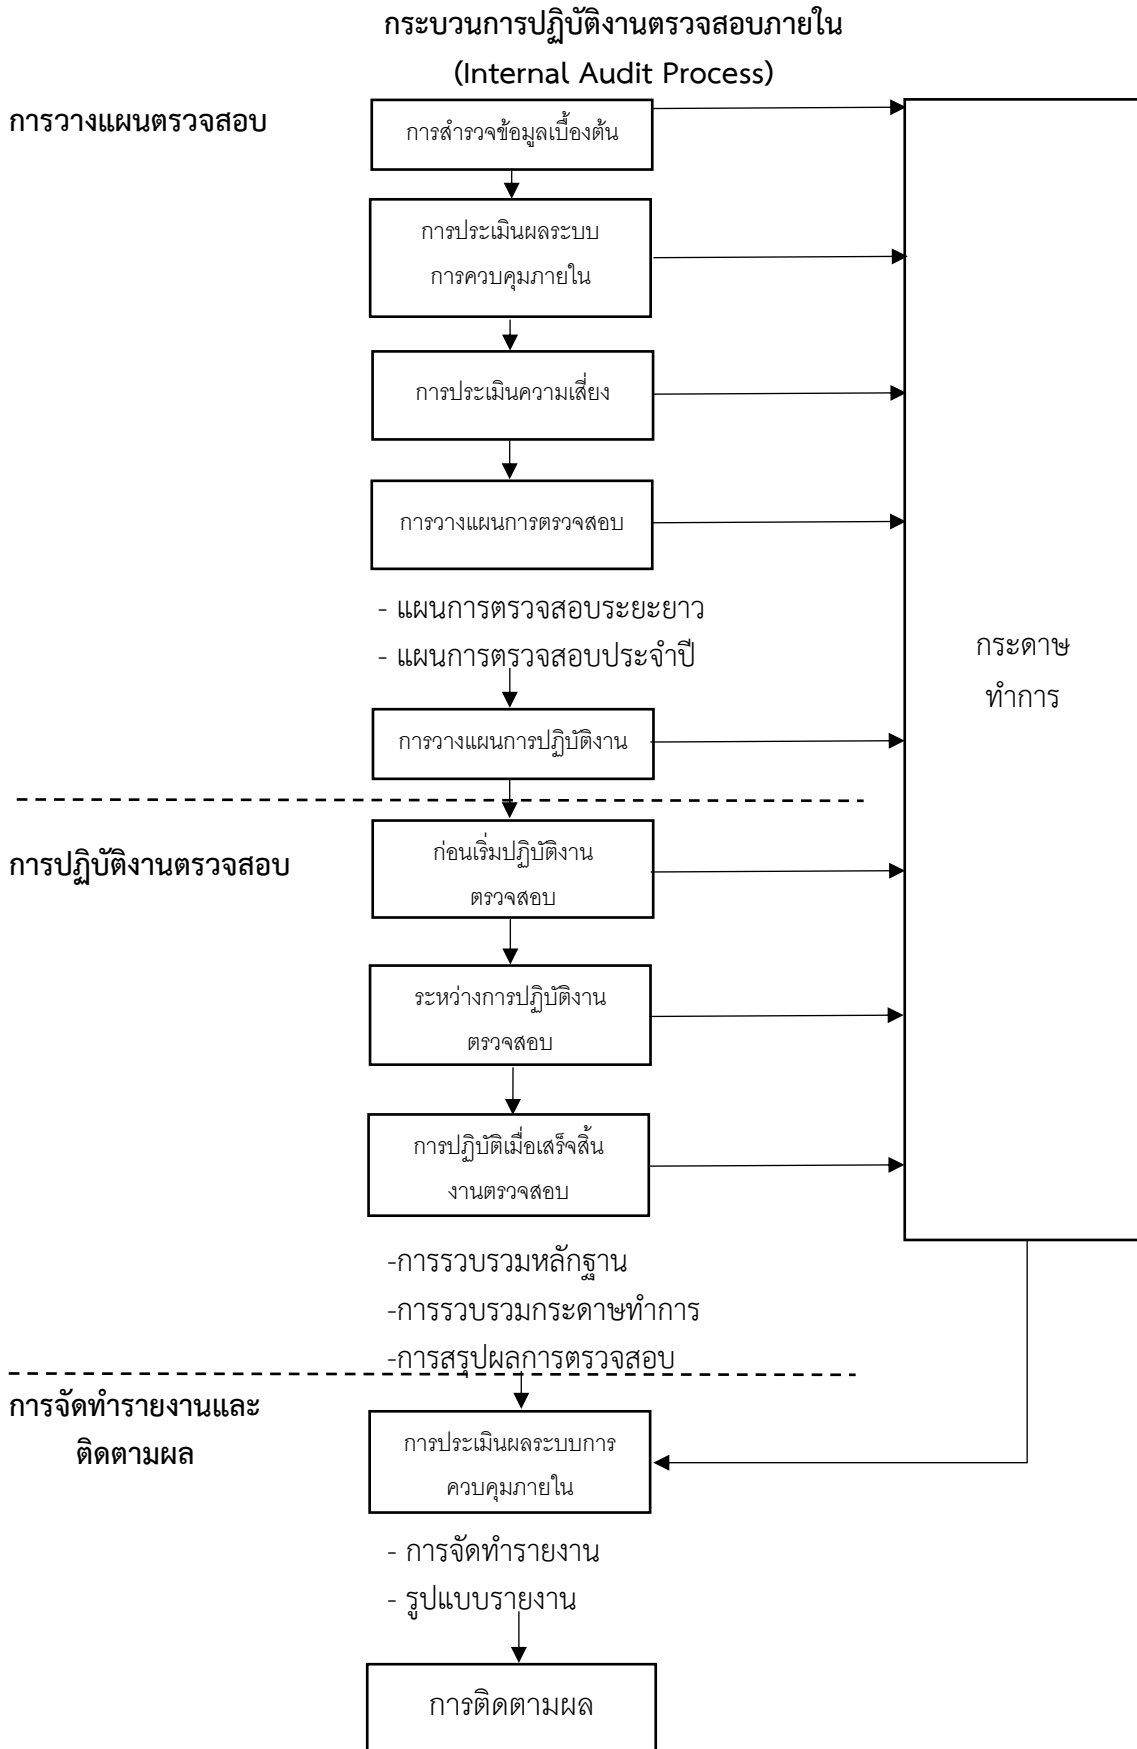 กระบวนการปฏิบัติงานตรวจสอบภายใน
(Internal Audit Process)
การวางแผนตรวจสอบ
การสำรวจข้อมูลเบื้องต้น
การประเมินผลระบบ
การควบคุมภายใน
การประเมินความเสี่ยง
การวางแผนการตรวจสอบ
- แผนการตรวจสอบระยะยาว
- แผนการตรวจสอบประจำปี
กระดาษ
ทำการ
การวางแผนการปฏิบัติงาน
การปฏิบัติงานตรวจสอบ
ก่อนเริ่มปฏิบัติงาน
ตรวจสอบ
ระหว่างการปฏิบัติงาน
ตรวจสอบ
การปฏิบัติเมื่อเสร็จสิ้น
งานตรวจสอบ
-การรวบรวมหลักฐาน
-การรวบรวมกระดาษทำการ
-การสรุปผลการตรวจสอบ
การจัดทำรายงานและ
ติดตามผล
การประเมินผลระบบการ
ควบคุมภายใน
- การจัดทำรายงาน
- รูปแบบรายงาน
การติดตามผล